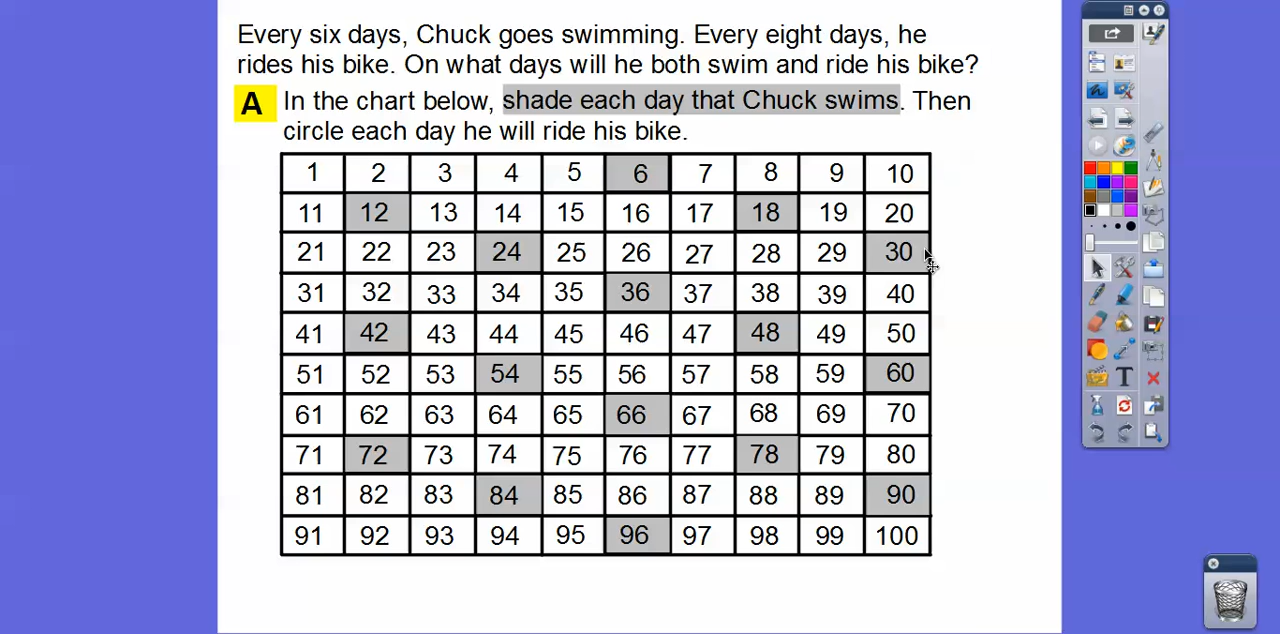 Every six days, Chuck goes swimming. Every eight days, he
rides his bike. On what days will he both swim and ride his bike?
A In the chart below, shade each day that Chuck swims. Then
circle each day he will ride his bike.
1 2 3 4 5 6 7 8 9 10
11 12 13 14 15 16 17 18 19 20
21 22 23 24 25 26 27 28 29 30
31 32 33 34 35 36 37 38 39 40
41 42 43 44 45 46 47 48 49 50
51 52 53 54 55 56 57 58 59 60
61 62 63 64 65 66 67 68 69 70
71 72 73 74 75 76 77 78 79 80
81 82 83 84 85 86 87 88 89 90
91 92 93 94 95 96 97 98 99 100